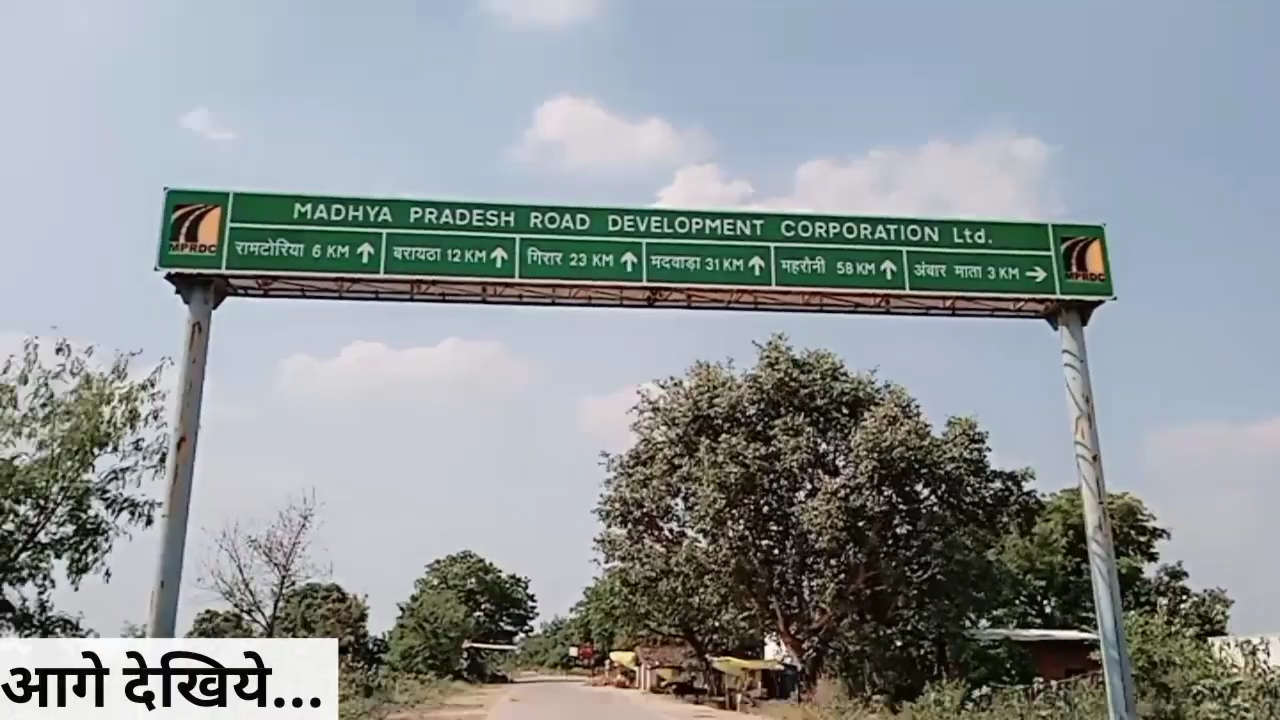 MADHYA PRADESH ROAD DEVELOPMENT CORPORATION Ltd.
MPRDC
रामटोरिया 6 KM ↑
बरायठा 12 KM ↑
गिरार 23 KM ↑
मदवाड़ा 31 KM ↑
महरौनी 58 KM ↑
अंबार माता 3 KM →
MPRDC
आगे देखिये...